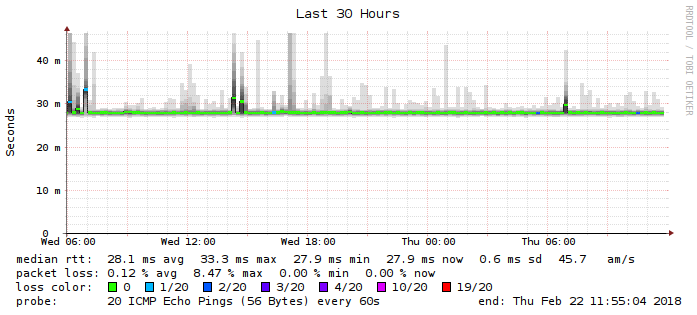 Last 30 Hours
RRDTOOL / TOBI OETIKER
Seconds
40 m
30 m
20 m
10 m
0
Wed 06:00 Wed 12:00 Wed 18:00 Thu 00:00 Thu 06:00
median rtt: 28.1 ms avg 33.3 ms max 27.9 ms min 27.9 ms now 0.6 ms sd 45.7 am/s
packet loss: 0.12 % avg 8.47 % max 0.00 % min 0.00 % now
loss color: 0 1/20 2/20 3/20 4/20 10/20 19/20
probe: 20 ICMP Echo Pings (56 Bytes) every 60s end: Thu Feb 22 11:55:04 2018